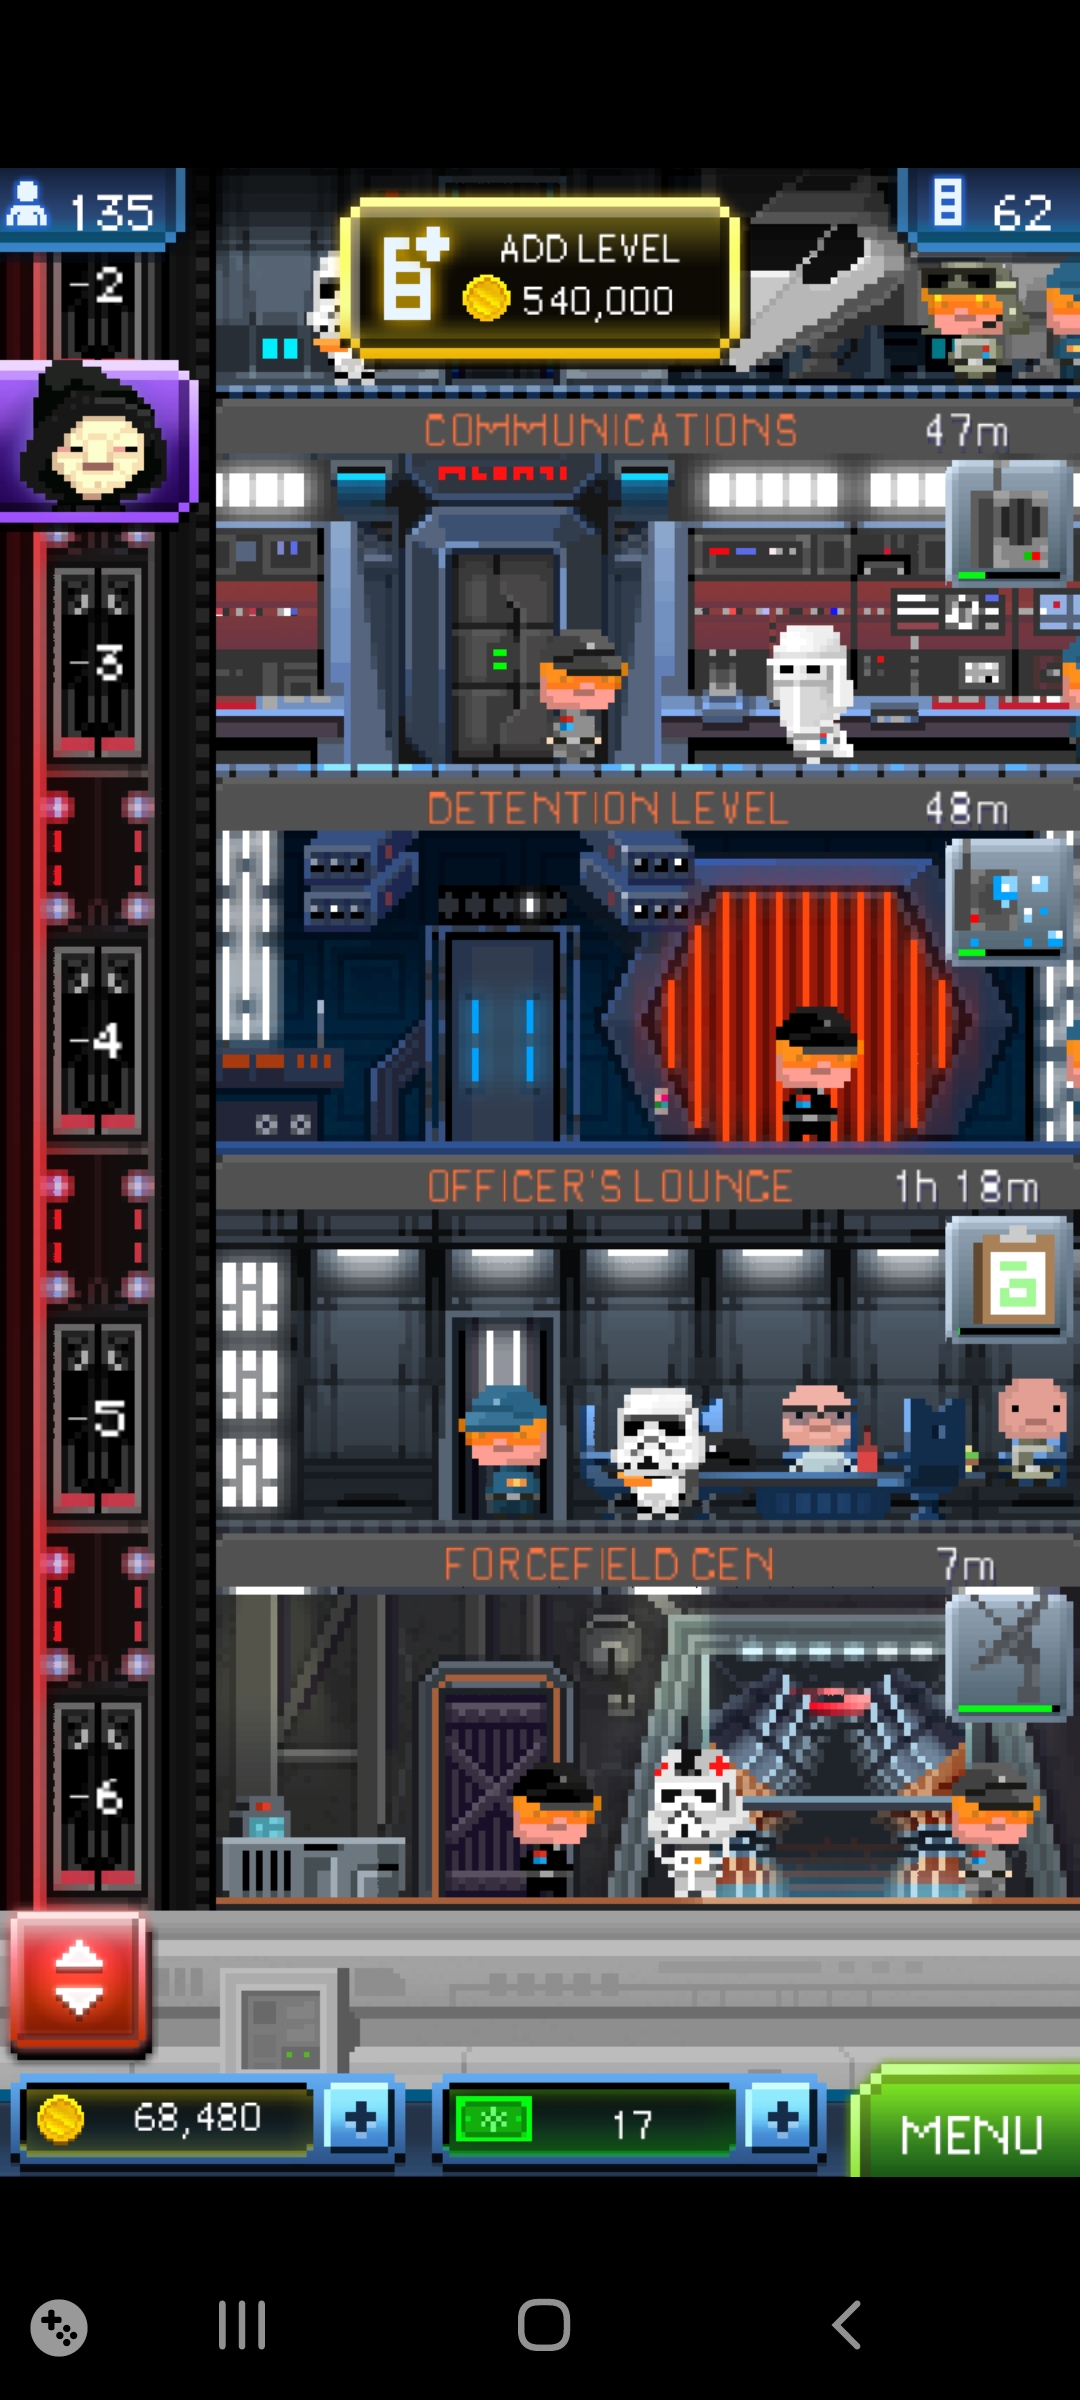 135
62
ADD LEVEL
540,000
-2
COMMUNICATIONS 47m
-3
DETENTION LEVEL 48m
-4
OFFICER'S LOUNGE 1h 18m
-5
FORCEFIELD GEN 7m
-6
68,480
17
MENU